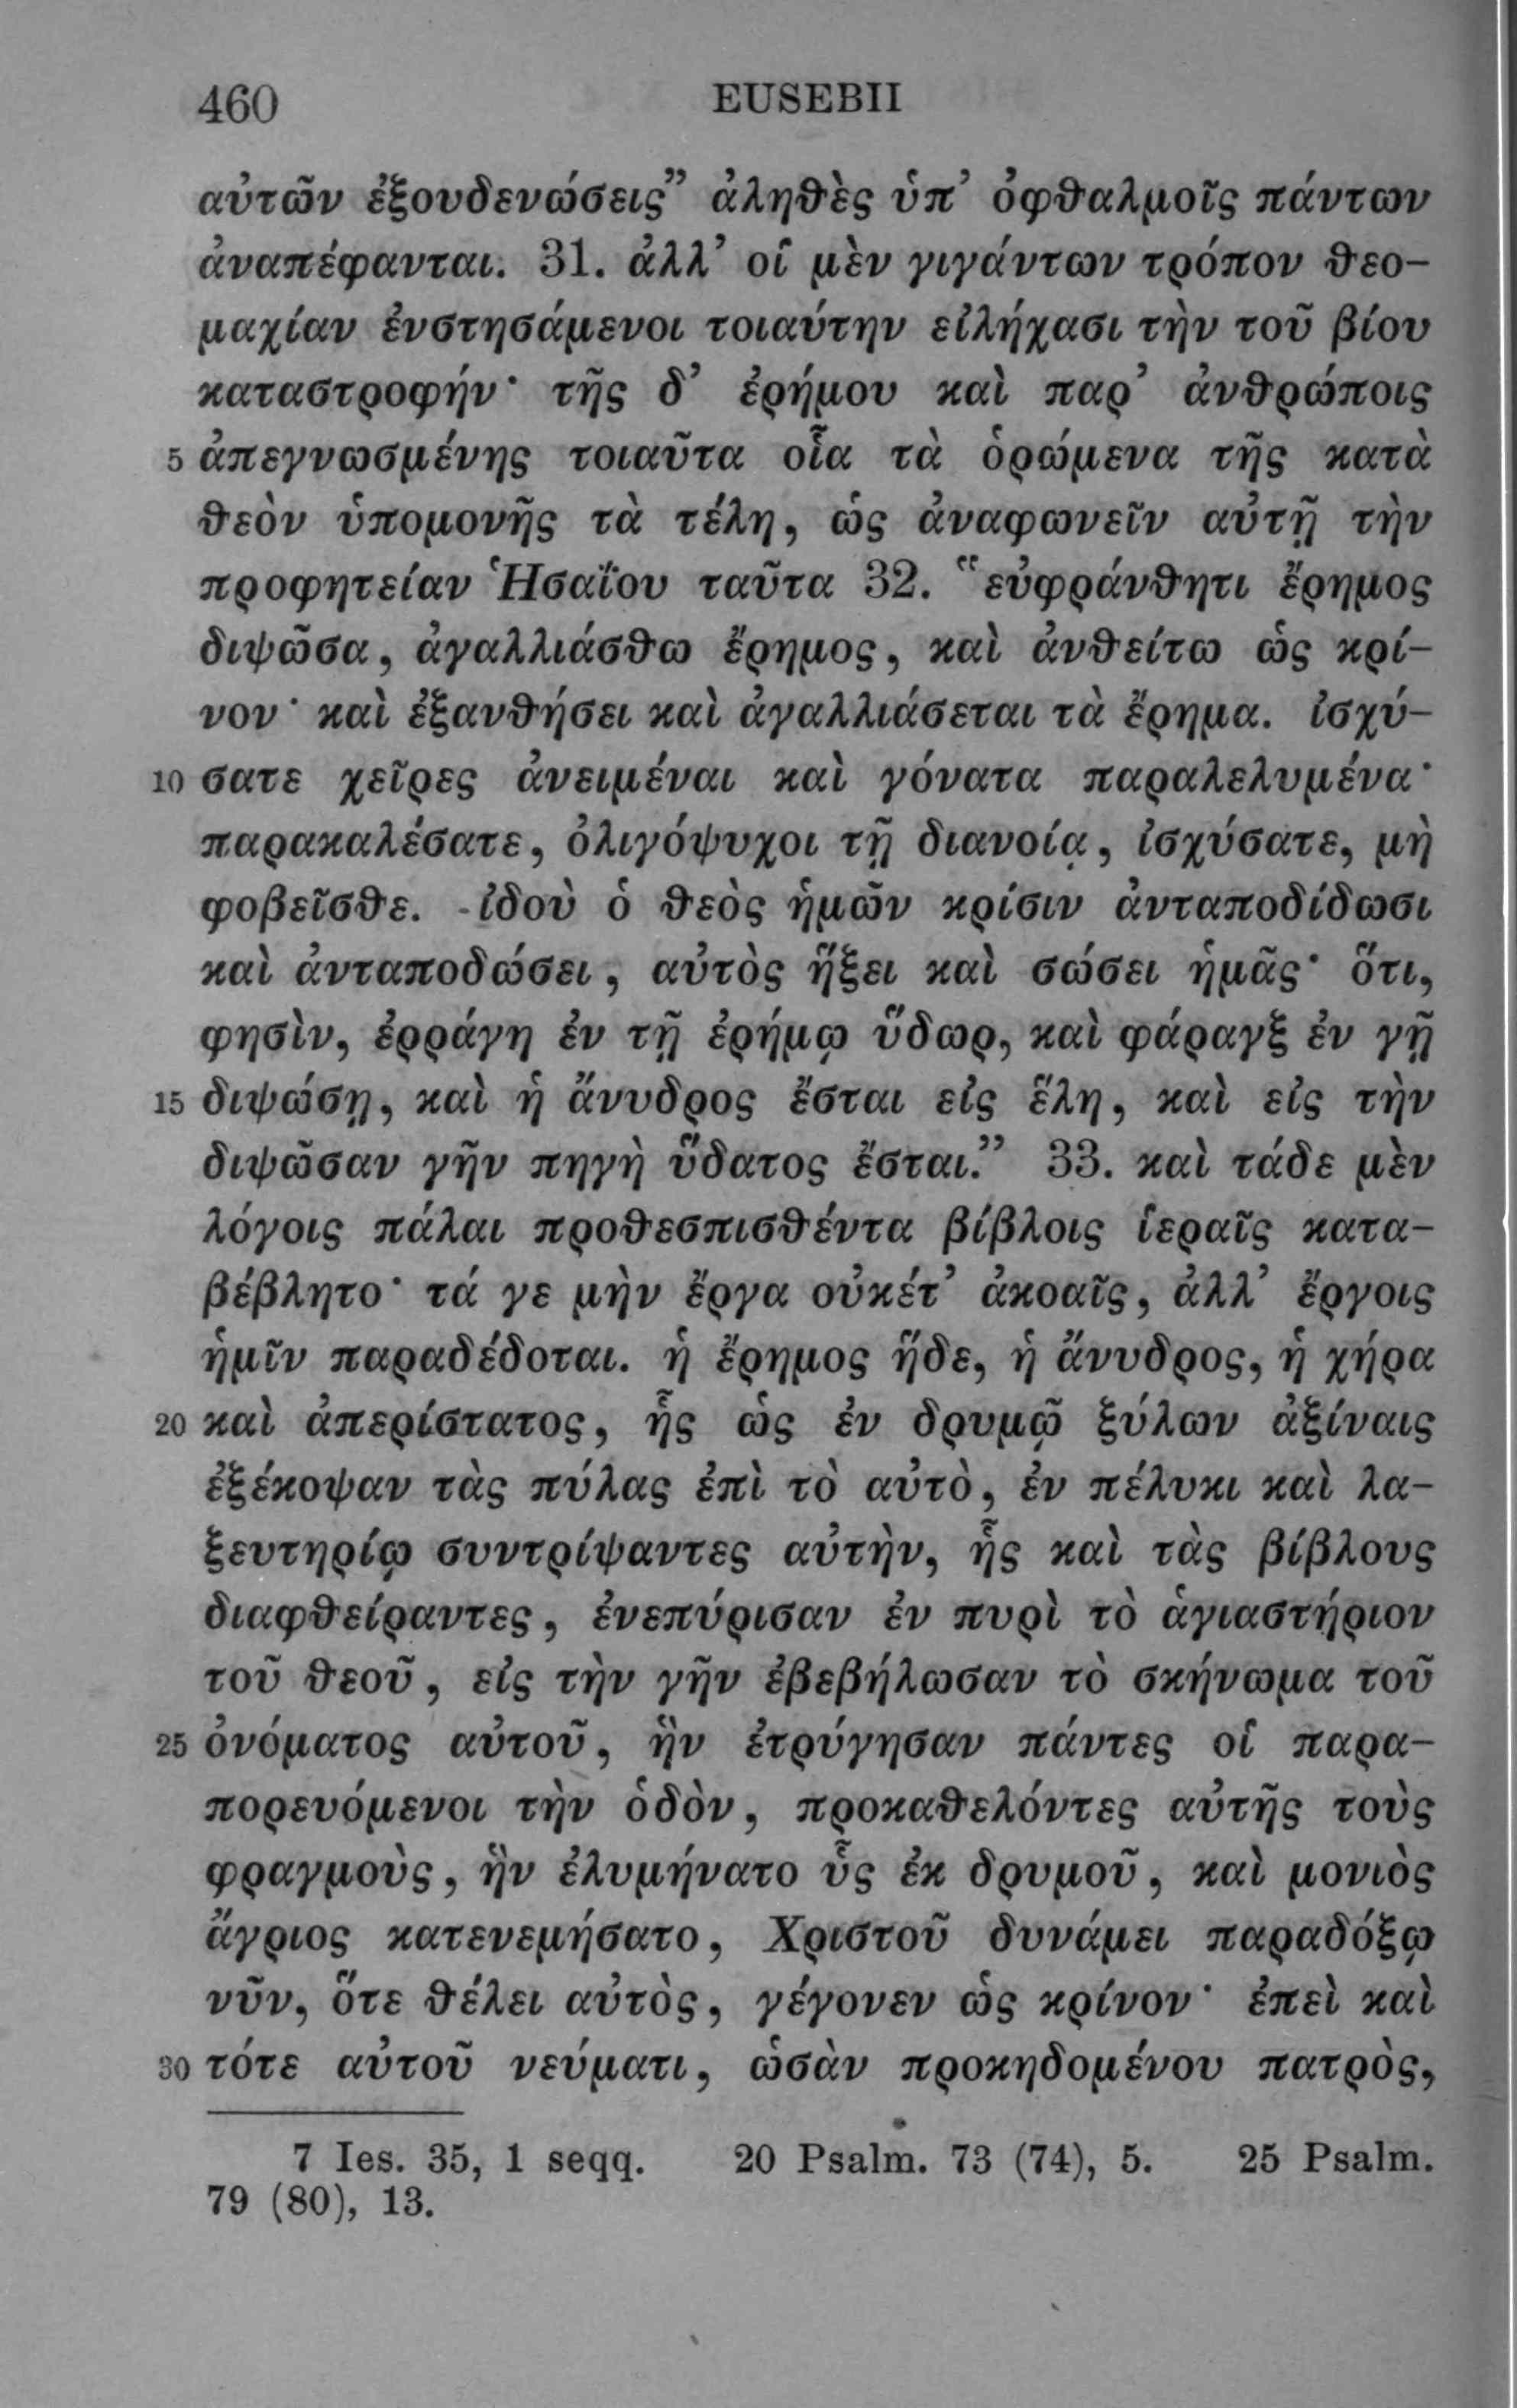 460 EUSEBII
αὐτῶν ἐξουδενώσεις” ἀληθὲς ὑπ’ ὀφθαλμοῖς πάντων
ἀναπέφανται. 31. ἀλλ’ οἱ μὲν γιγάντων τρόπον θεο-
μαχίαν ἐνστησάμενοι τοιαύτην εἰλήχασι τὴν τοῦ βίου
καταστροφήν· τῆς δ’ ἐρήμου καὶ παρ’ ἀνθρώποις
5 ἀπεγνωσμένης τοιαῦτα οἷα τὰ ὁρώμενα τῆς κατὰ
θεὸν ὑπομονῆς τὰ τέλη, ὡς ἀναφωνεῖν αὐτῇ τὴν
προφητείαν Ἡσαΐου ταῦτα 32. “εὐφράνθητι ἔρημος
διψῶσα, ἀγαλλιάσθω ἔρημος, καὶ ἀνθείτω ὡς κρί-
νον· καὶ ἐξανθήσει καὶ ἀγαλλιάσεται τὰ ἔρημα. ἰσχύ-
10 σατε χεῖρες ἀνειμέναι καὶ γόνατα παραλελυμένα·
παρακαλέσατε, ὀλιγόψυχοι τῇ διανοίᾳ, ἰσχύσατε, μὴ
φοβεῖσθε. ἰδοὺ ὁ θεὸς ἡμῶν κρίσιν ἀνταποδίδωσι
καὶ ἀνταποδώσει, αὐτὸς ἥξει καὶ σώσει ἡμᾶς· ὅτι,
φησὶν, ἐρράγη ἐν τῇ ἐρήμῳ ὕδωρ, καὶ φάραγξ ἐν γῇ
15 διψώσῃ, καὶ ἡ ἄνυδρος ἔσται εἰς ἕλη, καὶ εἰς τὴν
διψῶσαν γῆν πηγὴ ὕδατος ἔσται.” 33. καὶ τάδε μὲν
λόγοις πάλαι προθεσπισθέντα βίβλοις ἱεραῖς κατα-
βέβλητο· τά γε μὴν ἔργα οὐκέτ’ ἀκοαῖς, ἀλλ’ ἔργοις
ἡμῖν παραδέδοται. ἡ ἔρημος ἥδε, ἡ ἄνυδρος, ἡ χήρα
20 καὶ ἀπερίστατος, ἧς ὡς ἐν δρυμῷ ξύλων ἀξίναις
ἐξέκοψαν τὰς πύλας ἐπὶ τὸ αὐτὸ, ἐν πέλυκι καὶ λα-
ξευτηρίῳ συντρίψαντες αὐτὴν, ἧς καὶ τὰς βίβλους
διαφθείραντες, ἐνεπύρισαν ἐν πυρὶ τὸ ἁγιαστήριον
τοῦ θεοῦ, εἰς τὴν γῆν ἐβεβήλωσαν τὸ σκήνωμα τοῦ
25 ὀνόματος αὐτοῦ, ἣν ἐτρύγησαν πάντες οἱ παρα-
πορευόμενοι τὴν ὁδὸν, προκαθελόντες αὐτῆς τοὺς
φραγμοὺς, ἣν ἐλυμήνατο ὗς ἐκ δρυμοῦ, καὶ μονιὸς
ἄγριος κατενεμήσατο, Χριστοῦ δυνάμει παραδόξῳ
νῦν, ὅτε θέλει αὐτὸς, γέγονεν ὡς κρίνον· ἐπεὶ καὶ
30 τότε αὐτοῦ νεύματι, ὡσὰν προκηδομένου πατρὸς,
7 Ies. 35, 1 seqq. 20 Psalm. 73 (74), 5. 25 Psalm.
79 (80), 13.